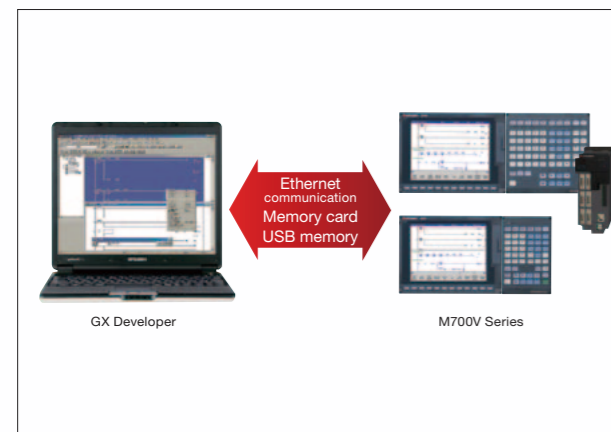 Ethernet
communication
Memory card
USB memory
GX Developer
M700V Series